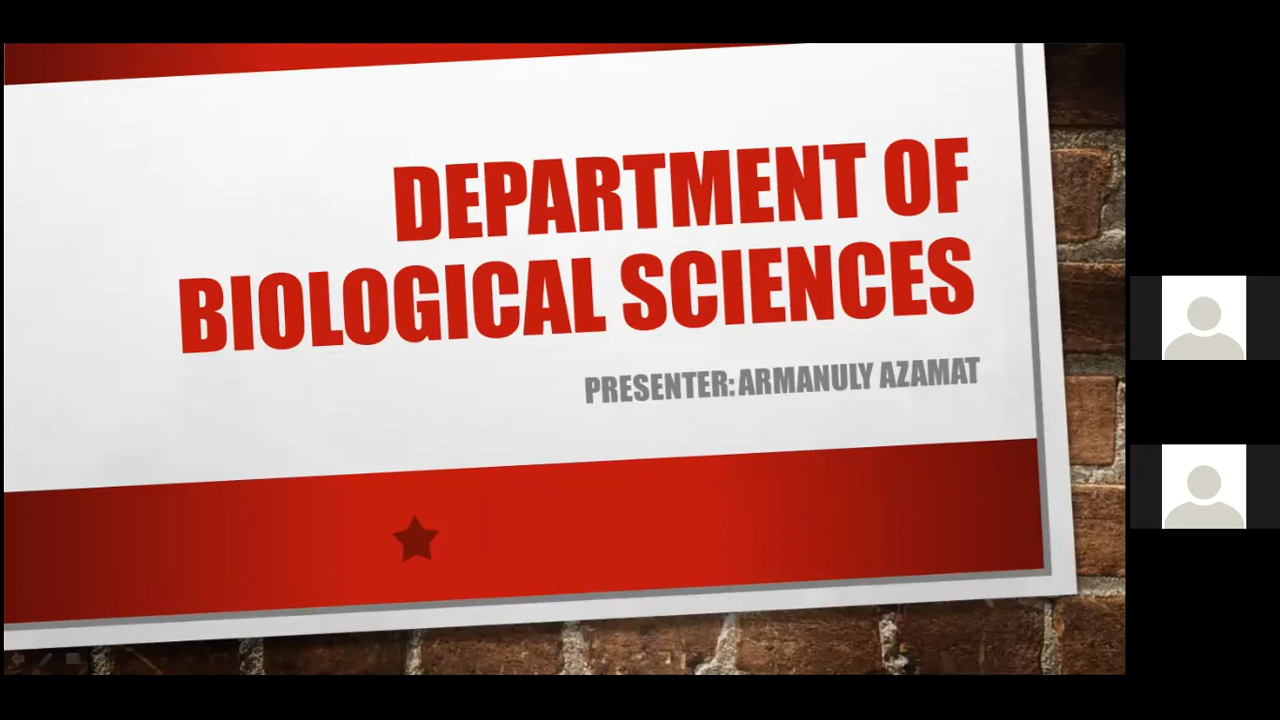 DEPARTMENT OF
BIOLOGICAL SCIENCES
PRESENTER: ARMANULY AZAMAT